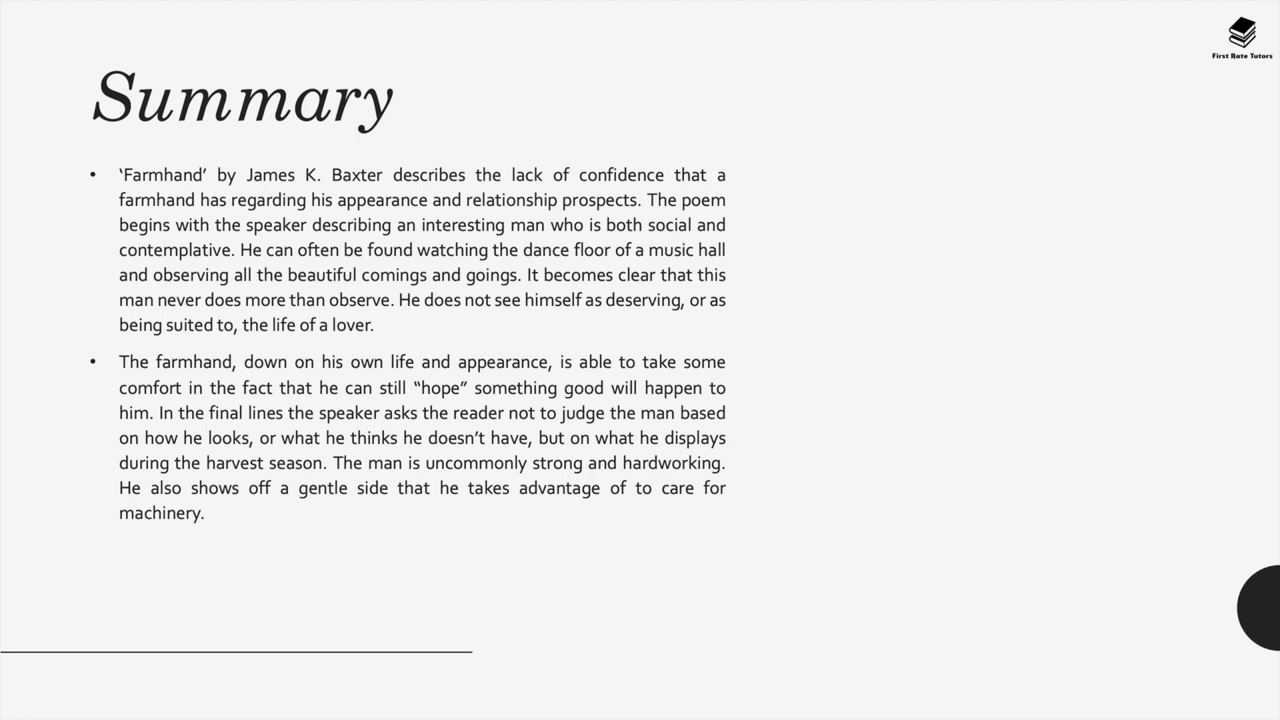 First Rate Tutors
Summary
• ‘Farmhand’ by James K. Baxter describes the lack of confidence that a
farmhand has regarding his appearance and relationship prospects. The poem
begins with the speaker describing an interesting man who is both social and
contemplative. He can often be found watching the dance floor of a music hall
and observing all the beautiful comings and goings. It becomes clear that this
man never does more than observe. He does not see himself as deserving, or as
being suited to, the life of a lover.
• The farmhand, down on his own life and appearance, is able to take some
comfort in the fact that he can still “hope” something good will happen to
him. In the final lines the speaker asks the reader not to judge the man based
on how he looks, or what he thinks he doesn’t have, but on what he displays
during the harvest season. The man is uncommonly strong and hardworking.
He also shows off a gentle side that he takes advantage of to care for
machinery.